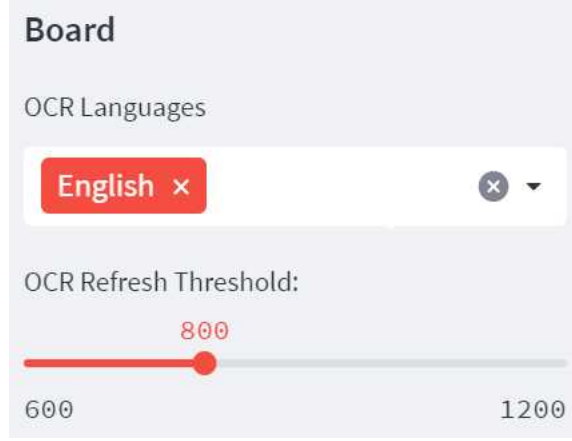 Board
OCR Languages
English ×
OCR Refresh Threshold:
800
600 1200